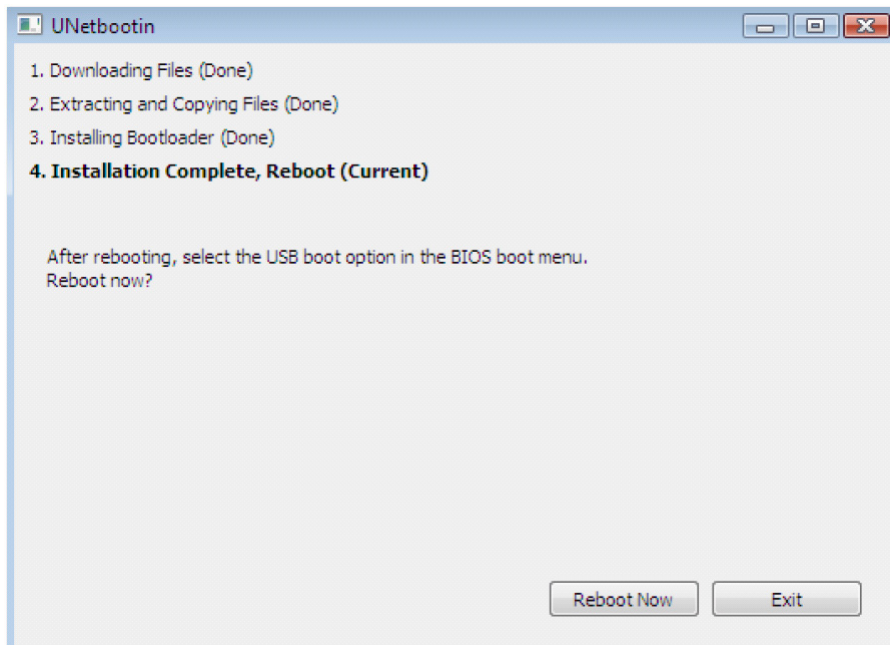 UNetbootin
1. Downloading Files (Done)
2. Extracting and Copying Files (Done)
3. Installing Bootloader (Done)
4. Installation Complete, Reboot (Current)
After rebooting, select the USB boot option in the BIOS boot menu.
Reboot now?
Reboot Now
Exit